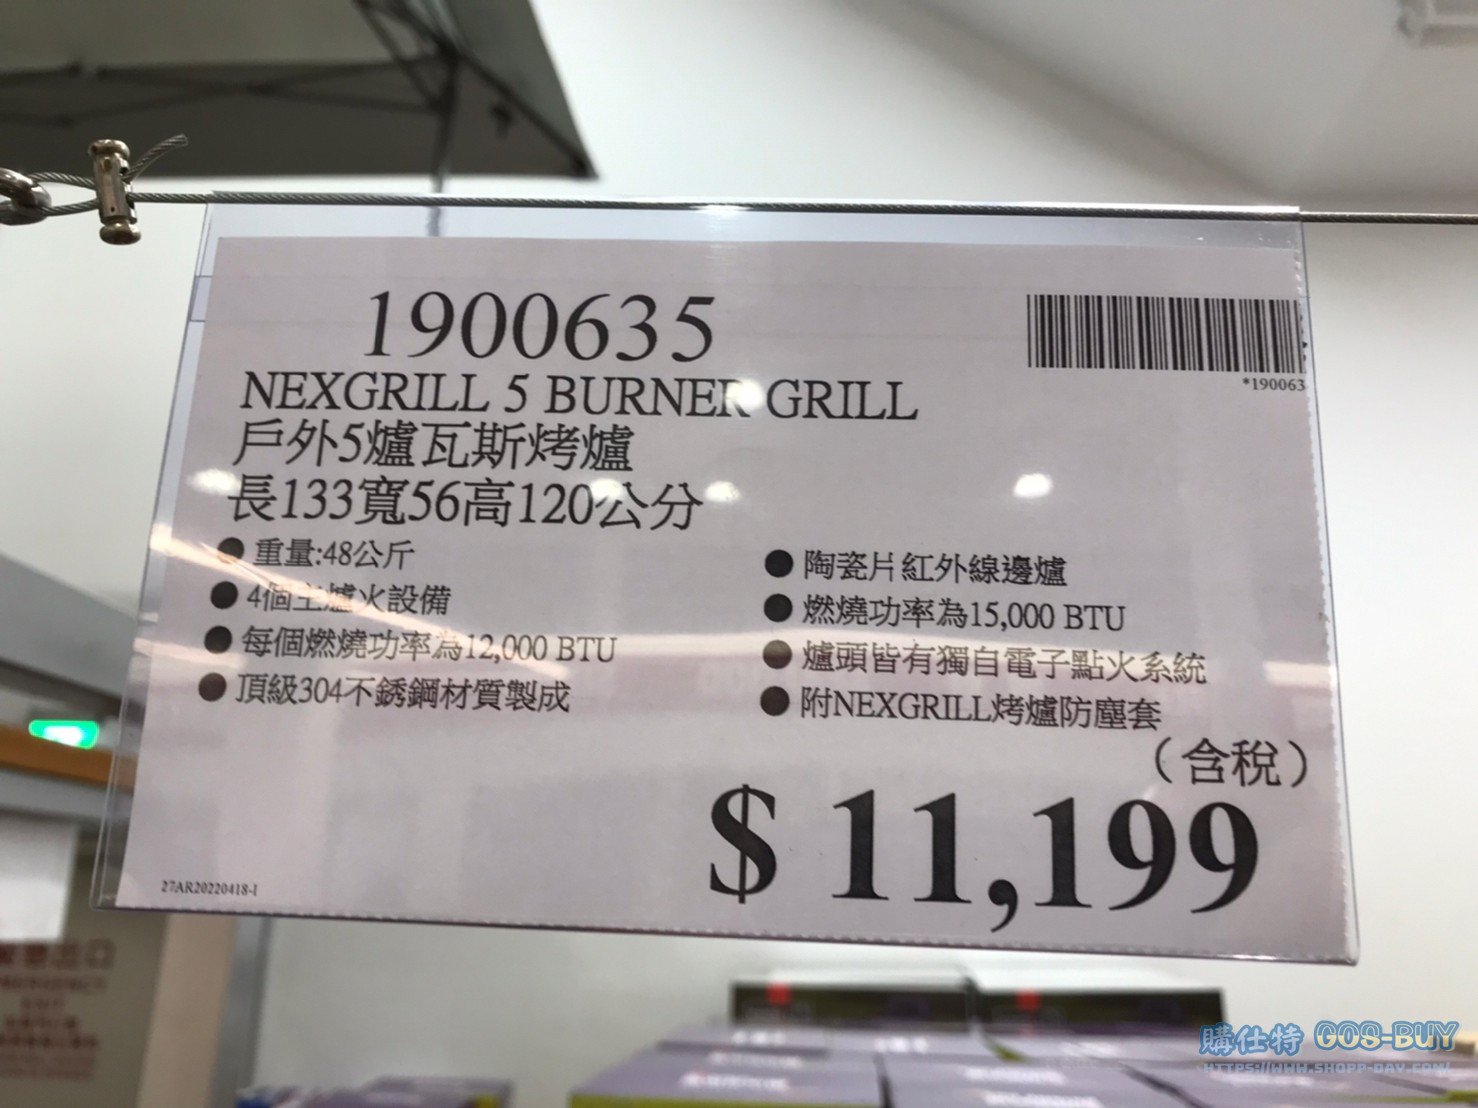 1900635
*190063
NEXGRILL 5 BURNER GRILL
戶外5爐瓦斯烤爐
長133寬56高120公分
● 重量:48公斤
● 4個主爐火設備
● 每個燃燒功率為12,000 BTU
● 頂級304不銹鋼材質製成
● 陶瓷片紅外線邊爐
● 燃燒功率為15,000 BTU
● 爐頭皆有獨自電子點火系統
● 附NEXGRILL烤爐防塵套
（含稅）
$ 11,199
27AR20220418-1
購仕特 GOS-BUY
HTTPS://WWW.SHOPP-DAY.COM/